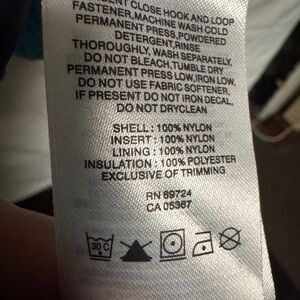 CLOSE HOOK AND LOOP
FASTENER,MACHINE WASH COLD
PERMANENT PRESS,POWDERED
DETERGENT,RINSE
THOROUGHLY, WASH SEPARATELY.
DO NOT BLEACH,TUMBLE DRY
PERMANENT PRESS LOW,IRON LOW.
DO NOT USE FABRIC SOFTENER.
IF PRESENT DO NOT IRON DECAL.
DO NOT DRYCLEAN
SHELL : 100% NYLON
INSERT : 100% NYLON
LINING : 100% NYLON
INSULATION : 100% POLYESTER
EXCLUSIVE OF TRIMMING
RN 69724
CA 05367
30 C